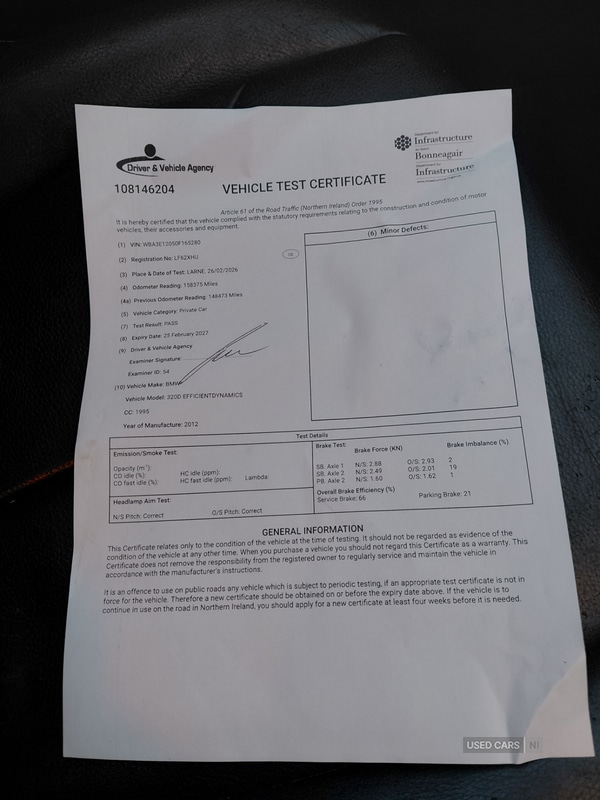 Driver & Vehicle Agency
Infrastructure
Bonneagair
Infrastructure
108146204
VEHICLE TEST CERTIFICATE
Article 61 of the Road Traffic (Northern Ireland) Order 1995
It is hereby certified that the vehicle complied with the statutory requirements relating to the construction and condition of motor
vehicles, their accessories and equipment.
(1) VIN: WBA3E12050F169280
(2) Registration No: LF62XHU
(3) Place & Date of Test: LARNE, 26/02/2026
(4) Odometer Reading: 158375 Miles
(4a) Previous Odometer Reading: 148473 Miles
(5) Vehicle Category: Private Car
(7) Test Result: PASS
(8) Expiry Date: 25 February 2027
(9) Driver & Vehicle Agency
Examiner Signature:
Examiner ID: 54
(10) Vehicle Make: BMW
Vehicle Model: 320D EFFICIENTDYNAMICS
CC: 1995
Year of Manufacture: 2012
(6) Minor Defects:
Test Details
Emission/Smoke Test:
Opacity (m⁻¹):
CO idle (%): HC idle (ppm):
CO fast idle (%): HC fast idle (ppm): Lambda:
Headlamp Aim Test:
N/S Pitch: Correct O/S Pitch: Correct
Brake Test: Brake Force (KN) Brake Imbalance (%)
SB. Axle 1 N/S: 2.88 O/S: 2.93 2
SB. Axle 2 N/S: 2.49 O/S: 2.01 19
PB. Axle 2 N/S: 1.60 O/S: 1.62 1
Overall Brake Efficiency (%)
Service Brake: 66 Parking Brake: 21
GENERAL INFORMATION
This Certificate relates only to the condition of the vehicle at the time of testing. It should not be regarded as evidence of the
condition of the vehicle at any other time. When you purchase a vehicle you should not regard this Certificate as a warranty. This
Certificate does not remove the responsibility from the registered owner to regularly service and maintain the vehicle in
accordance with the manufacturer's instructions.
It is an offence to use on public roads any vehicle which is subject to periodic testing, if an appropriate test certificate is not in
force for the vehicle. Therefore a new certificate should be obtained on or before the expiry date above. If the vehicle is to
continue in use on the road in Northern Ireland, you should apply for a new certificate at least four weeks before it is needed.
USED CARS NI